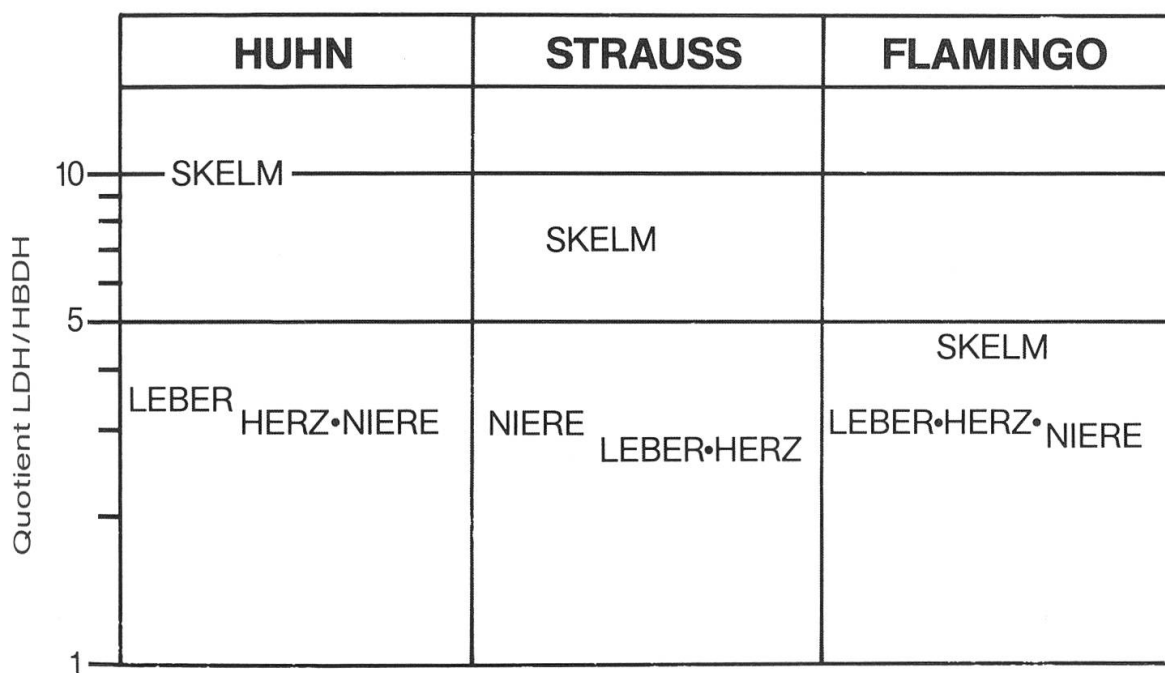 HUHN STRAUSS FLAMINGO
10 SKELM
SKELM
5
SKELM
LEBER
HERZ•NIERE NIERE LEBER•HERZ•
NIERE
LEBER•HERZ
1
Quotient LDH/HBDH